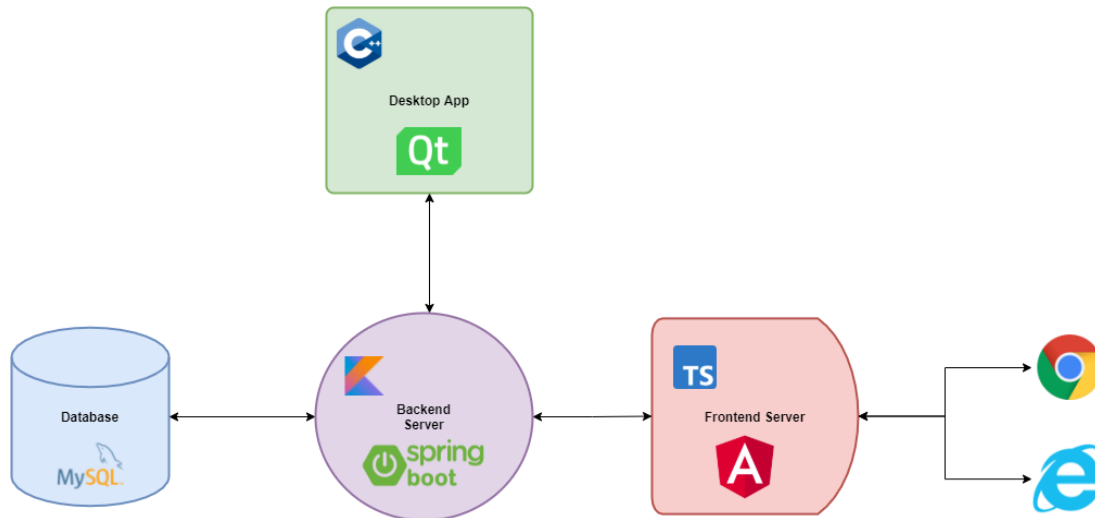 C++
Desktop App
Qt
Database
MySQL
Backend
Server
spring
boot
TS
Frontend Server
A